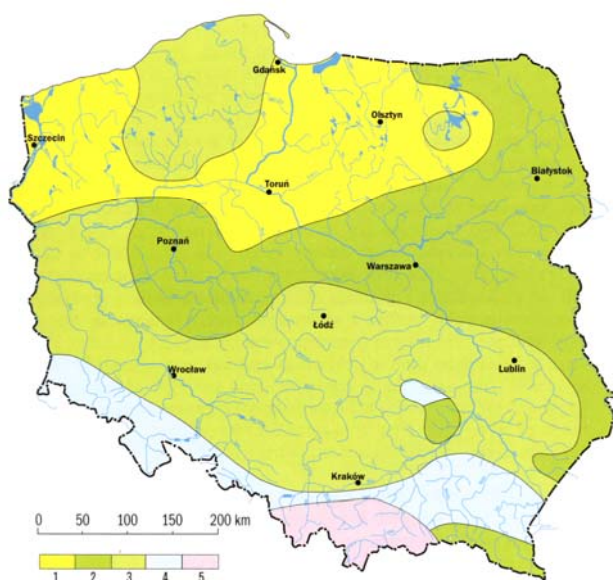 Gdańsk
Olsztyn
Szczecin
Białystok
Toruń
Poznań
Warszawa
Łódź
Wrocław
Lublin
Kraków
0 50 100 150 200 km
1 2 3 4 5